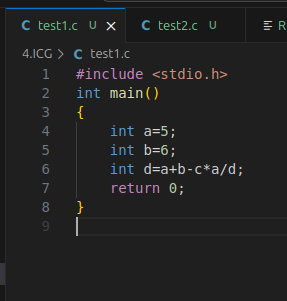 C test1.c U × C test2.c U R
4.ICG > C test1.c
1 #include <stdio.h>
2 int main()
3 {
4 int a=5;
5 int b=6;
6 int d=a+b-c*a/d;
7 return 0;
8 }
9